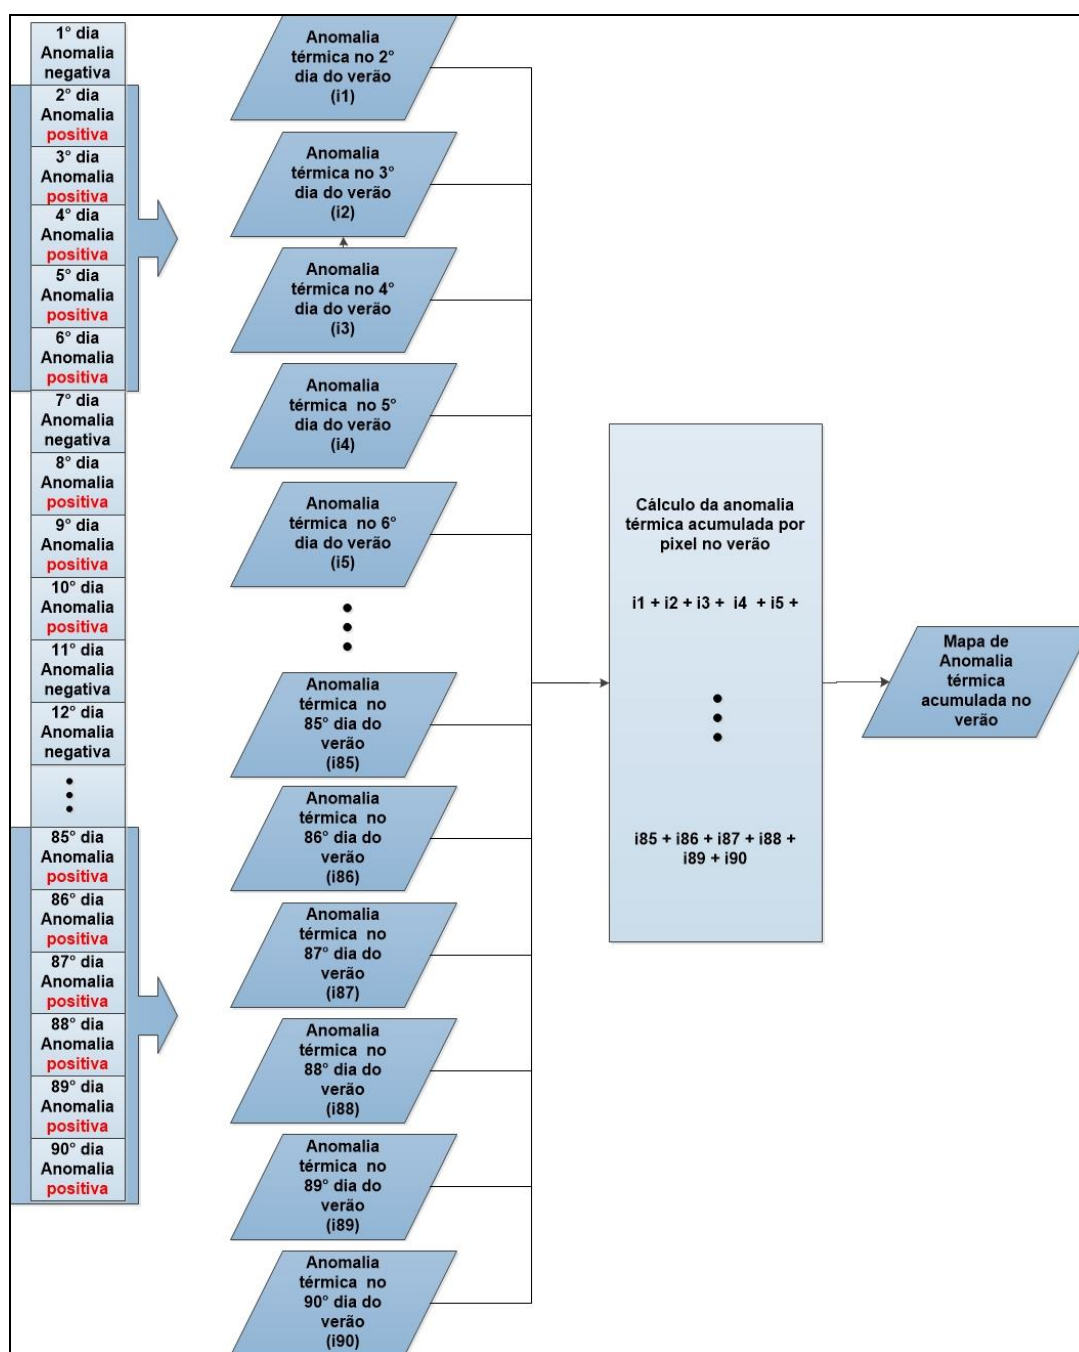 1° dia
Anomalia
negativa
2° dia
Anomalia
positiva
3° dia
Anomalia
positiva
4° dia
Anomalia
positiva
5° dia
Anomalia
positiva
6° dia
Anomalia
positiva
7° dia
Anomalia
negativa
8° dia
Anomalia
positiva
9° dia
Anomalia
positiva
10° dia
Anomalia
positiva
11° dia
Anomalia
negativa
12° dia
Anomalia
negativa
85° dia
Anomalia
positiva
86° dia
Anomalia
positiva
87° dia
Anomalia
positiva
88° dia
Anomalia
positiva
89° dia
Anomalia
positiva
90° dia
Anomalia
positiva
Anomalia
térmica no 2°
dia do verão
(i1)
Anomalia
térmica no 3°
dia do verão
(i2)
Anomalia
térmica no 4°
dia do verão
(i3)
Anomalia
térmica no 5°
dia do verão
(i4)
Anomalia
térmica no 6°
dia do verão
(i5)
Anomalia
térmica no
85° dia do
verão
(i85)
Anomalia
térmica no
86° dia do
verão
(i86)
Anomalia
térmica no
87° dia do
verão
(i87)
Anomalia
térmica no
88° dia do
verão
(i88)
Anomalia
térmica no
89° dia do
verão
(i89)
Anomalia
térmica no
90° dia do
verão
(i90)
Cálculo da anomalia
térmica acumulada por
pixel no verão
i1 + i2 + i3 + i4 + i5 +
i85 + i86 + i87 + i88 +
i89 + i90
Mapa de
Anomalia
térmica
acumulada no
verão